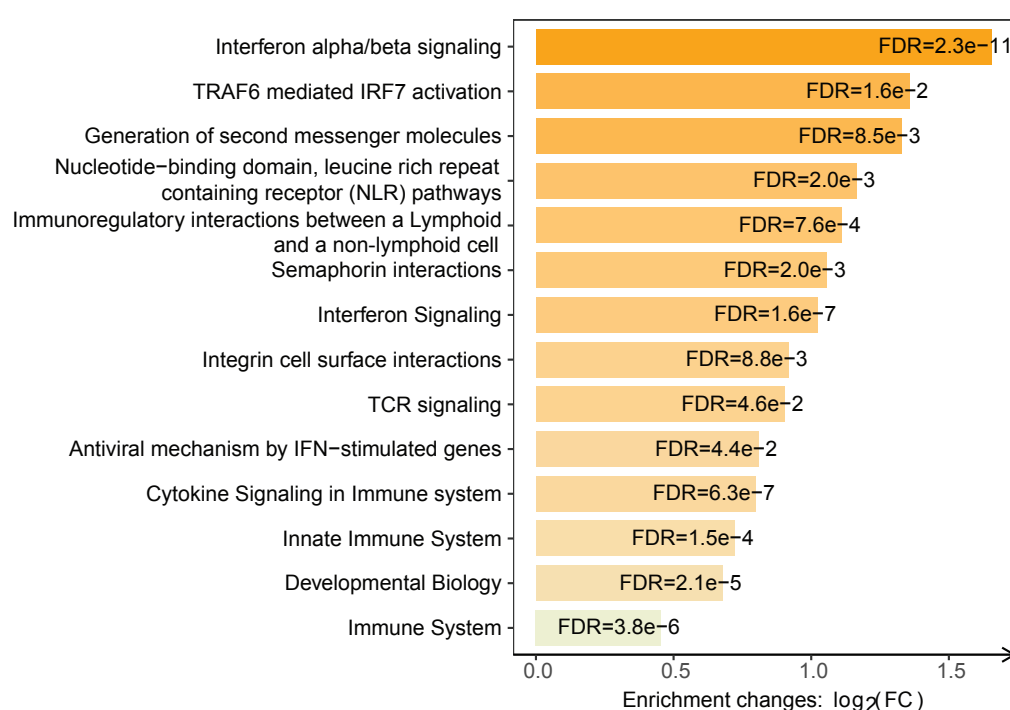 Interferon alpha/beta signaling
FDR=2.3e−11
TRAF6 mediated IRF7 activation
FDR=1.6e−2
Generation of second messenger molecules
FDR=8.5e−3
Nucleotide−binding domain, leucine rich repeat
containing receptor (NLR) pathways
FDR=2.0e−3
Immunoregulatory interactions between a Lymphoid
and a non-lymphoid cell
FDR=7.6e−4
Semaphorin interactions
FDR=2.0e−3
Interferon Signaling
FDR=1.6e−7
Integrin cell surface interactions
FDR=8.8e−3
TCR signaling
FDR=4.6e−2
Antiviral mechanism by IFN−stimulated genes
FDR=4.4e−2
Cytokine Signaling in Immune system
FDR=6.3e−7
Innate Immune System
FDR=1.5e−4
Developmental Biology
FDR=2.1e−5
Immune System
FDR=3.8e−6
0.0 0.5 1.0 1.5
Enrichment changes: log2(FC)